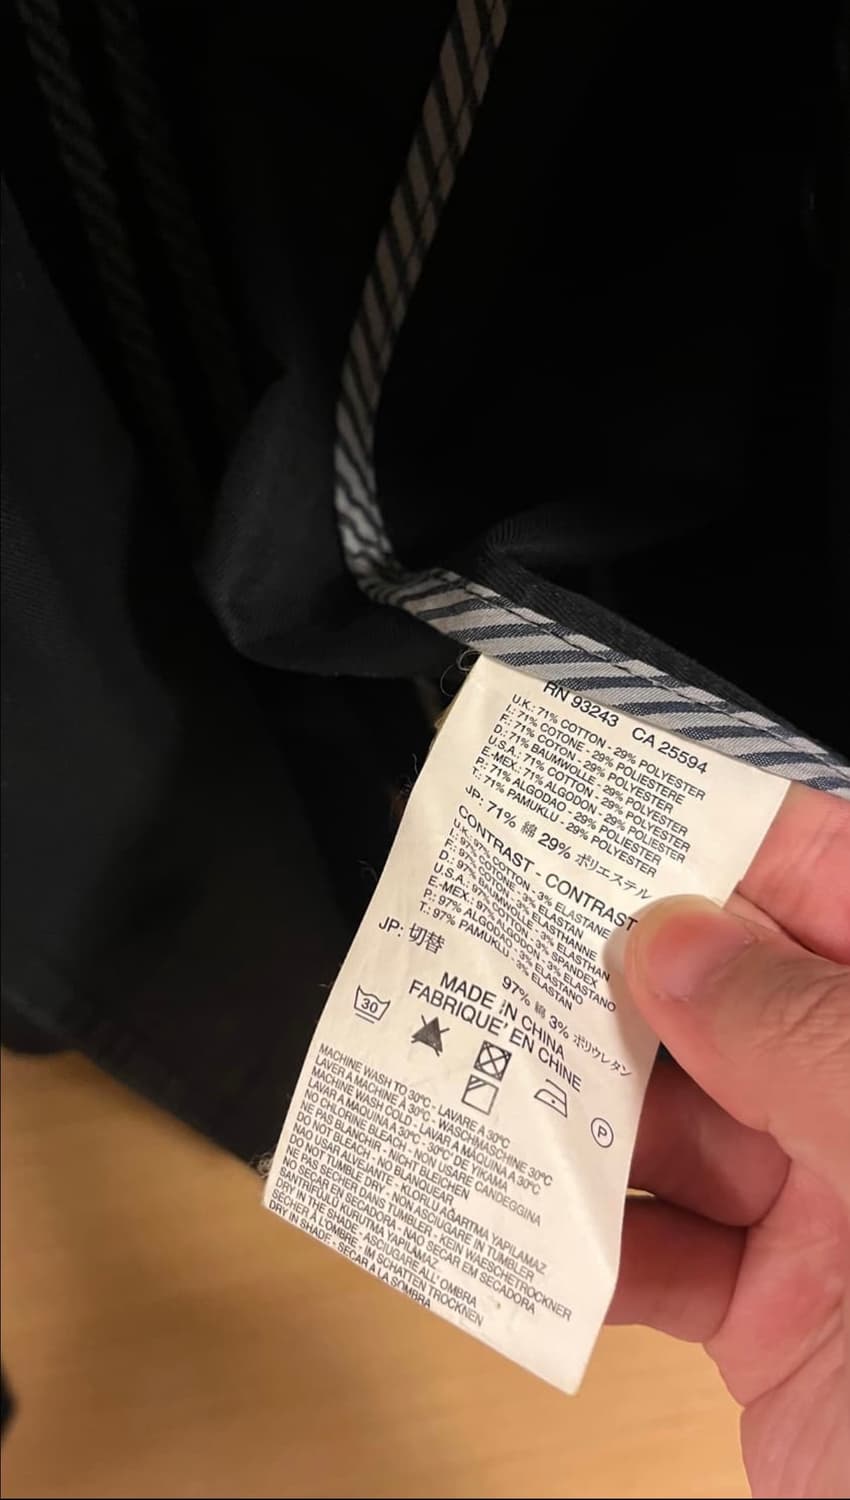 RN 93243 CA 25594
U.K.: 71% COTTON - 29% POLYESTER
I.: 71% COTONE - 29% POLIESTERE
F.: 71% COTON - 29% POLYESTER
D.: 71% BAUMWOLLE - 29% POLYESTER
U.S.A.: 71% COTTON - 29% POLYESTER
E-MEX.: 71% ALGODON - 29% POLIESTER
P.: 71% ALGODAO - 29% POLIESTER
T.: 71% PAMUKLU - 29% POLYESTER
JP: 71% 綿 29% ポリエステル
CONTRAST - CONTRAST
U.K.: 97% COTTON - 3% ELASTANE
I.: 97% COTONE - 3% ELASTAN
F.: 97% COTON - 3% ELASTHANNE
D.: 97% BAUMWOLLE - 3% ELASTHAN
U.S.A.: 97% COTTON - 3% SPANDEX
E-MEX.: 97% ALGODON - 3% ELASTANO
P.: 97% ALGODAO - 3% ELASTANO
T.: 97% PAMUKLU - 3% ELASTAN
JP: 切替
97% 綿 3% ポリウレタン
MADE IN CHINA
FABRIQUE' EN CHINE
30
P
MACHINE WASH TO 30ºC - LAVARE A 30ºC
LAVER A MACHINE A 30ºC - WASCHMASCHINE 30ºC
MACHINE WASH COLD - LAVAR A MAQUINA A 30ºC
LAVAR A MAQUINA A 30ºC - 30ºC DE YIKAMA
NO CHLORINE BLEACH - NON USARE CANDEGGINA
NE PAS BLANCHIR - NICHT BLEICHEN
DO NOT BLEACH - NO BLANQUEAR
NAO USAR ALVEJANTE - KLORLU AGARTMA YAPILAMAZ
DO NOT TUMBLE DRY - NON ASCIUGARE IN TUMBLER
NE PAS SECHER DANS TUMBLER - KEIN WAESCHETROCKNER
NO SECAR EN SECADORA - NAO SECAR EM SECADORA
SANTRIFÜJLÜ KURUTMA YAPILAMAZ
DRY IN THE SHADE - ASCIUGARE ALL' OMBRA
SECHER A L'OMBRE - IM SCHATTEN TROCKNEN
DRY IN SHADE - SECAR A LA SOMBRA